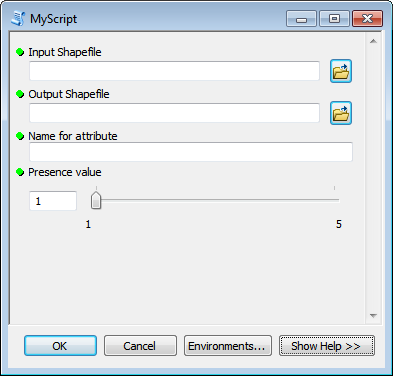 MyScript
Input Shapefile
Output Shapefile
Name for attribute
Presence value
1
1 5
OK Cancel Environments... Show Help >>